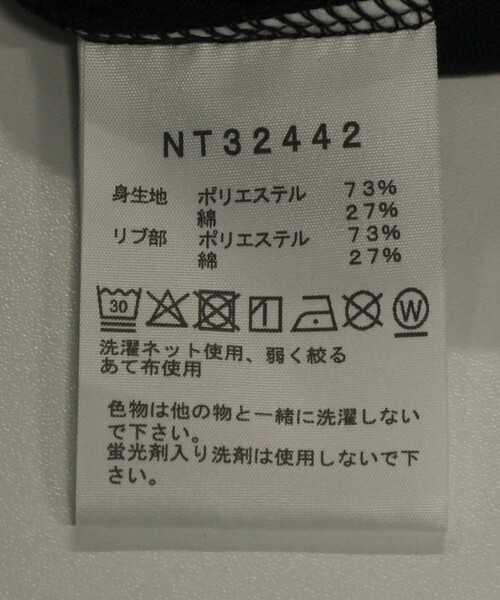 NT32442
身生地 ポリエステル 73%
綿 27%
リブ部 ポリエステル 73%
綿 27%
30 W
洗濯ネット使用、弱く絞る
あて布使用
色物は他の物と一緒に洗濯しない
で下さい。
蛍光剤入り洗剤は使用しないで下
さい。